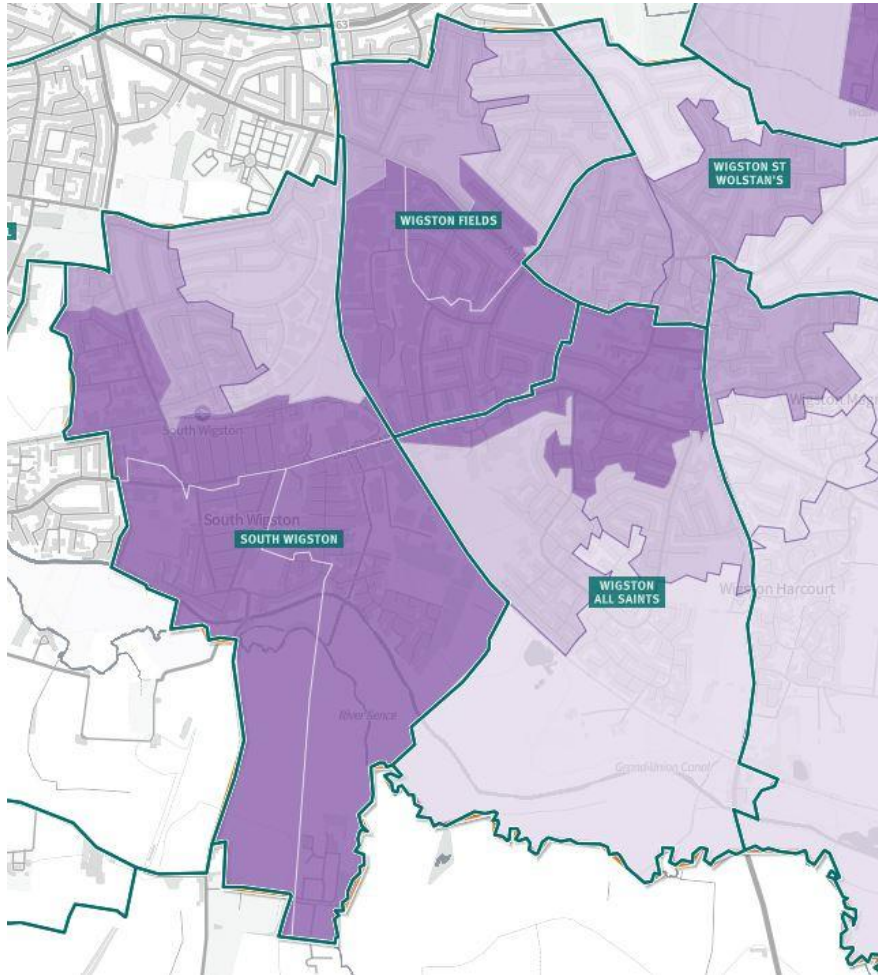 63
WIGSTON ST
WOLSTAN'S
WIGSTON FIELDS
South Wigston
South Wigston
SOUTH WIGSTON
WIGSTON
ALL SAINTS
Wigston Harcourt
River Sence
Grand Union Canal